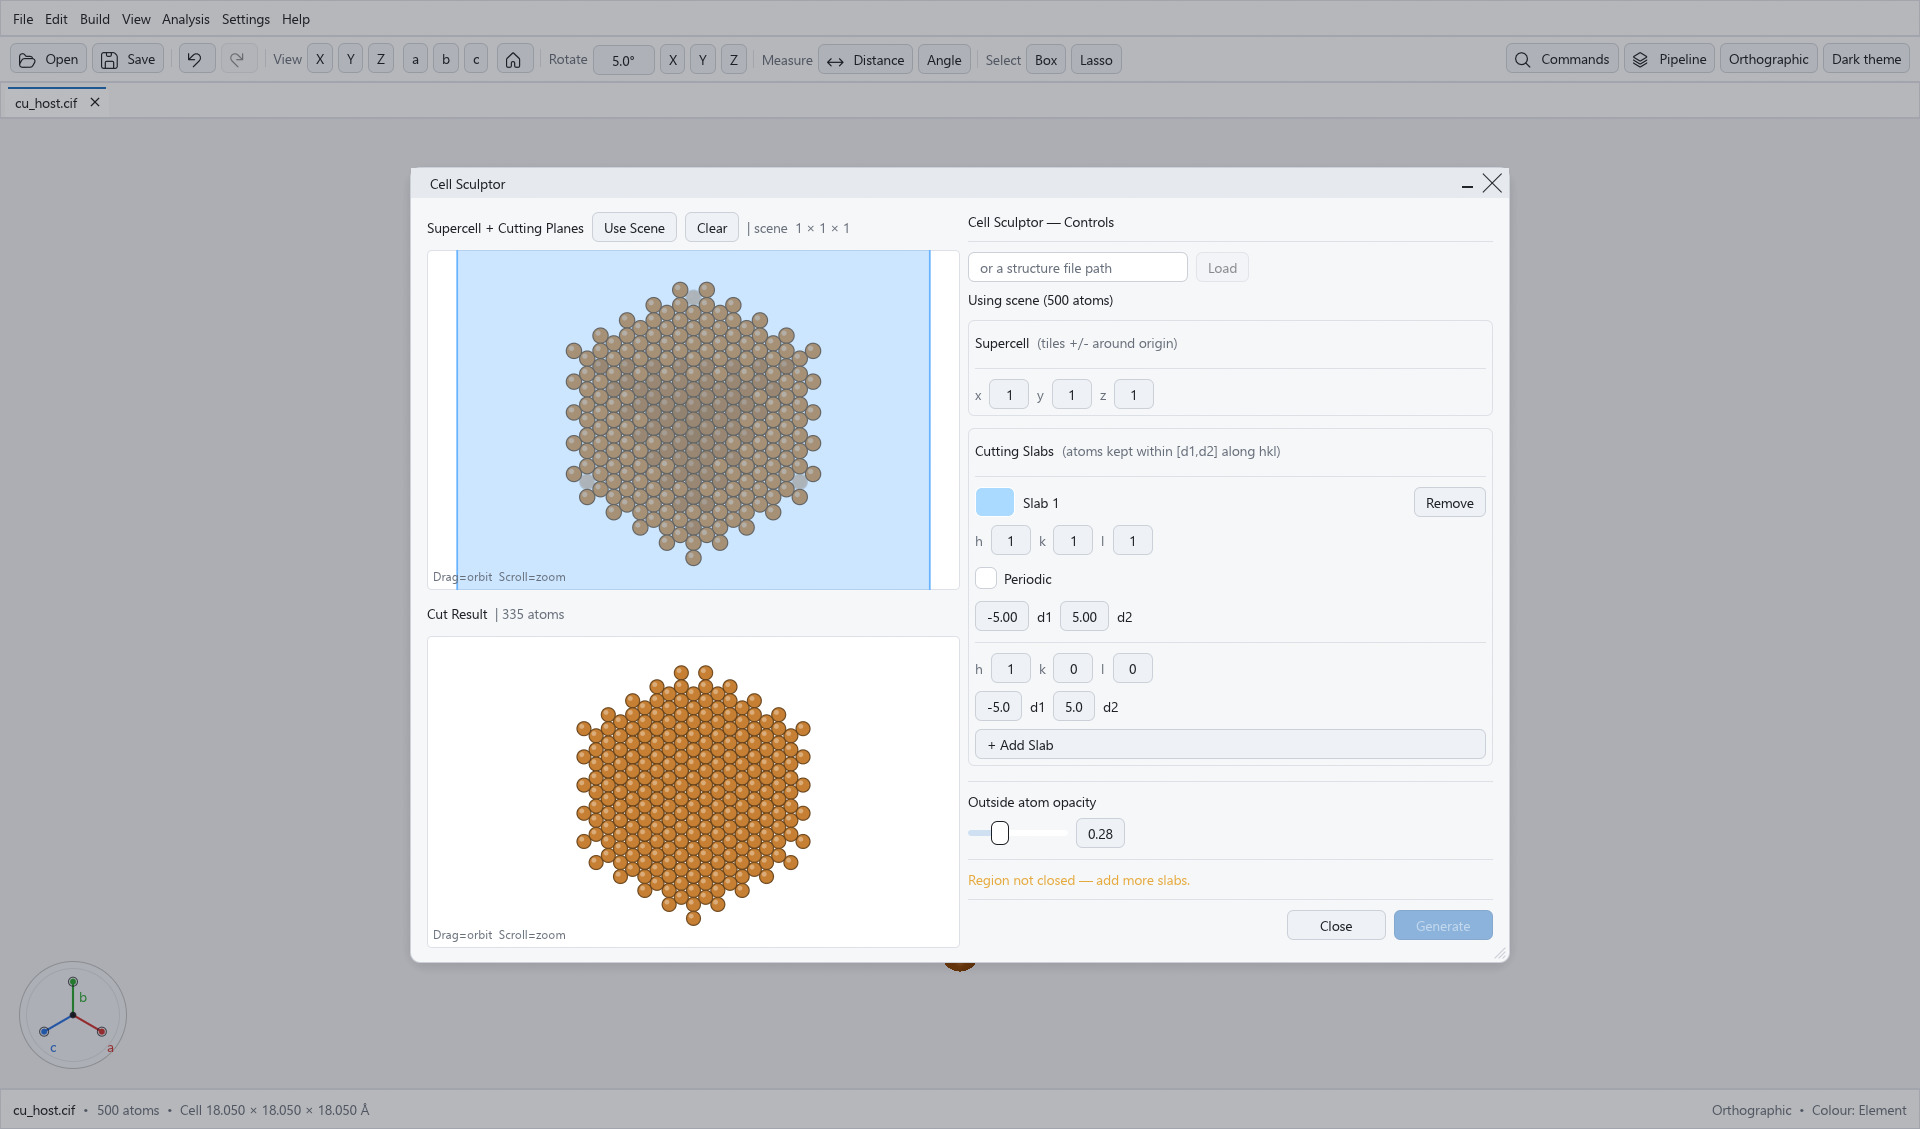 File Edit Build View Analysis Settings Help
Open Save View X Y Z a b c Rotate 5.0° X Y Z Measure Distance Angle Select Box Lasso Commands Pipeline Orthographic Dark theme
cu_host.cif
Cell Sculptor
Supercell + Cutting Planes Use Scene Clear | scene 1 × 1 × 1
Drag=orbit Scroll=zoom
Cut Result | 335 atoms
Drag=orbit Scroll=zoom
Cell Sculptor — Controls
or a structure file path Load
Using scene (500 atoms)
Supercell (tiles +/- around origin)
x 1 y 1 z 1
Cutting Slabs (atoms kept within [d1,d2] along hkl)
Slab 1 Remove
h 1 k 1 l 1
Periodic
-5.00 d1 5.00 d2
h 1 k 0 l 0
-5.0 d1 5.0 d2
+ Add Slab
Outside atom opacity
0.28
Region not closed — add more slabs.
Close Generate
b
c a
cu_host.cif • 500 atoms • Cell 18.050 × 18.050 × 18.050 Å
Orthographic • Colour: Element